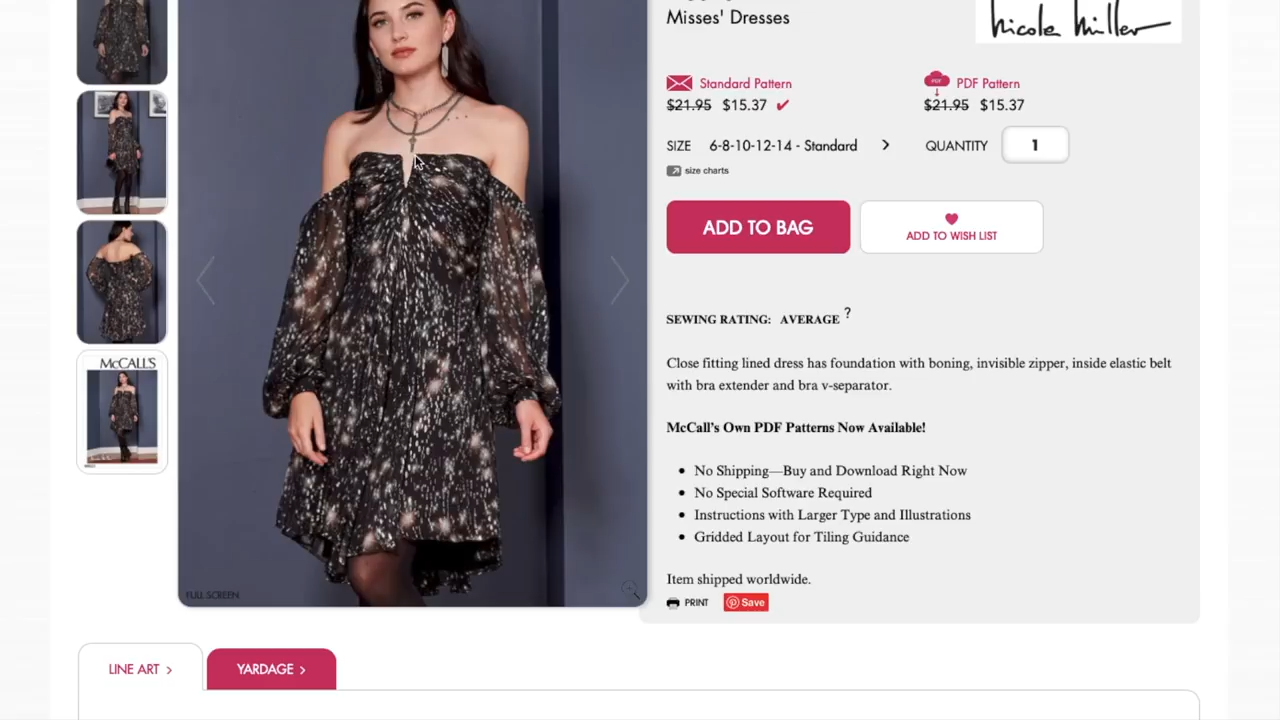 Misses' Dresses
nicole miller
Standard Pattern
$21.95 $15.37
PDF
PDF Pattern
$21.95 $15.37
SIZE 6-8-10-12-14 - Standard
QUANTITY 1
size charts
ADD TO BAG
ADD TO WISH LIST
SEWING RATING: AVERAGE ?
Close fitting lined dress has foundation with boning, invisible zipper, inside elastic belt
with bra extender and bra v-separator.
McCall's Own PDF Patterns Now Available!
No Shipping—Buy and Download Right Now
No Special Software Required
Instructions with Larger Type and Illustrations
Gridded Layout for Tiling Guidance
Item shipped worldwide.
PRINT Save
McCALL'S
FULL SCREEN
LINE ART >
YARDAGE >